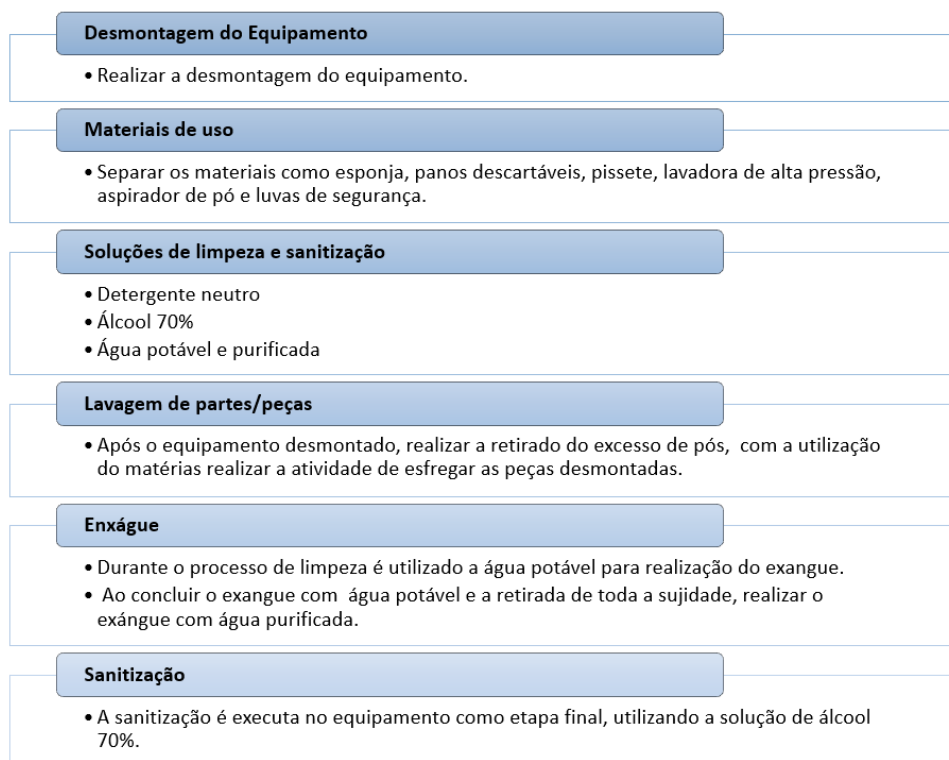 Desmontagem do Equipamento
• Realizar a desmontagem do equipamento.
Materiais de uso
• Separar os materiais como esponja, panos descartáveis, pissete, lavadora de alta pressão,
aspirador de pó e luvas de segurança.
Soluções de limpeza e sanitização
• Detergente neutro
• Álcool 70%
• Água potável e purificada
Lavagem de partes/peças
• Após o equipamento desmontado, realizar a retirado do excesso de pós, com a utilização
do matérias realizar a atividade de esfregar as peças desmontadas.
Enxágue
• Durante o processo de limpeza é utilizado a água potável para realização do exangue.
• Ao concluir o exangue com água potável e a retirada de toda a sujidade, realizar o
exángue com água purificada.
Sanitização
• A sanitização é executa no equipamento como etapa final, utilizando a solução de álcool
70%.